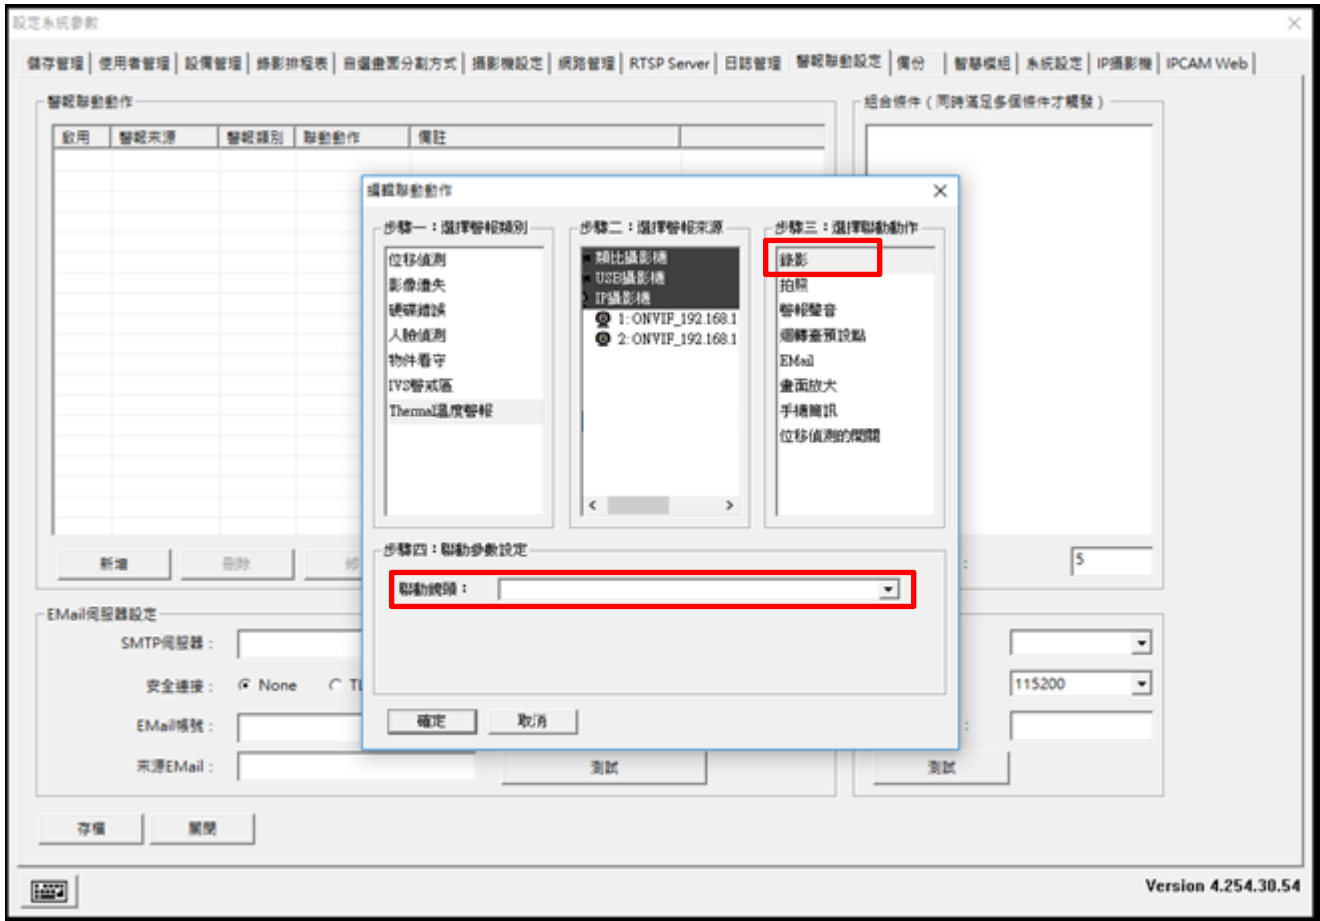 設定系統參數
儲存管理 使用者管理 設備管理 錄影排程表 自選畫面分割方式 攝影機設定 網路管理 RTSP Server 日誌管理 警報聯動設定 備份 智慧模組 系統設定 IP攝影機 IPCAM Web
警報聯動動作
組合條件 ( 同時滿足多個條件才觸發 )
啟用 警報來源 警報類別 聯動動作 備註
編輯聯動動作
步驟一：選擇警報類別
步驟二：選擇警報來源
步驟三：選擇聯動動作
位移偵測
影像遺失
硬碟錯誤
人臉偵測
物件看守
IVS警戒區
Thermal溫度警報
類比攝影機
USB攝影機
IP攝影機
1: ONVIF_192.168.1
2: ONVIF_192.168.1
錄影
拍照
警報聲音
迴轉臺預設點
EMail
畫面放大
手機簡訊
位移偵測的開關
步驟四：聯動參數設定
聯動鏡頭：
新增 刪除 修
: 5
EMail伺服器設定
SMTP伺服器 :
安全連接 : None TL
115200
EMail帳號 :
:
來源EMail :
測試
測試
確定 取消
存檔 關閉
Version 4.254.30.54